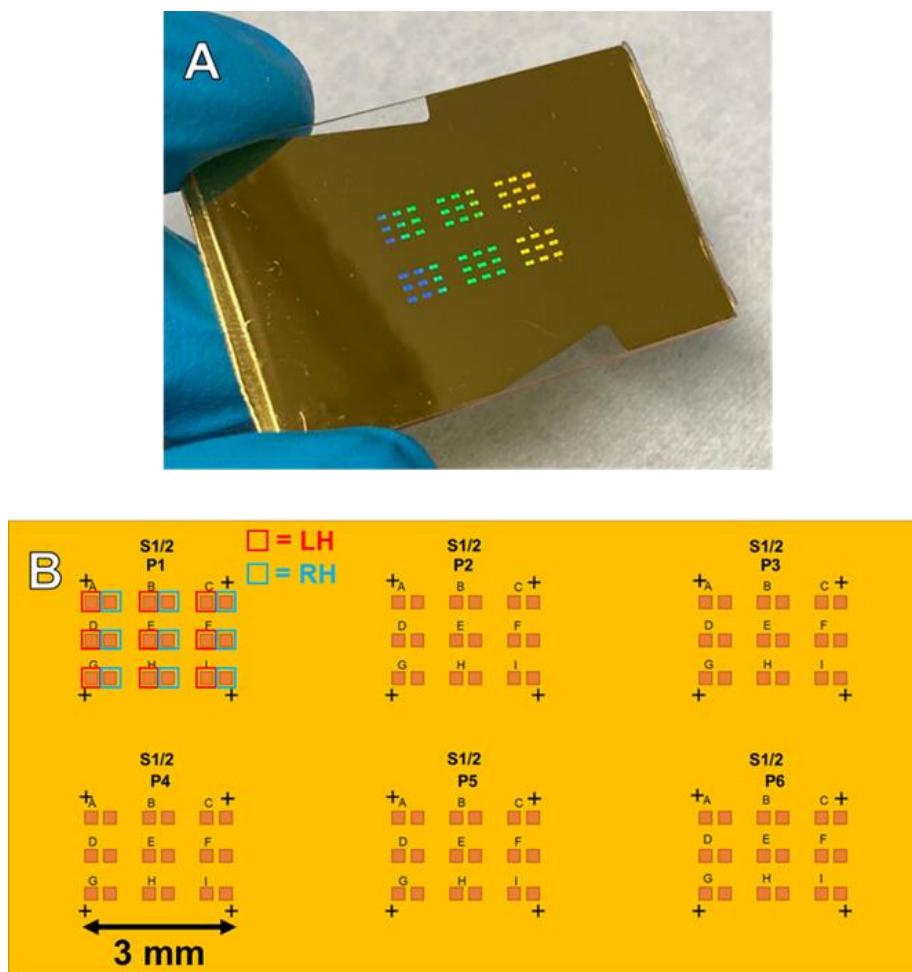 A
B
S1/2
P1
= LH
= RH
S1/2
P2
S1/2
P3
A B C
A B C
A B C
D E F
D E F
D E F
G H I
G H I
G H I
S1/2
P4
S1/2
P5
S1/2
P6
A B C
A B C
A B C
D E F
D E F
D E F
G H I
G H I
G H I
3 mm